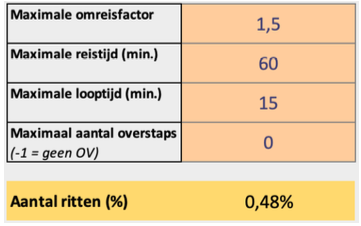 Maximale omreisfactor 1,5
Maximale reistijd (min.) 60
Maximale looptijd (min.) 15
Maximaal aantal overstaps 0
(-1 = geen OV)
Aantal ritten (%) 0,48%